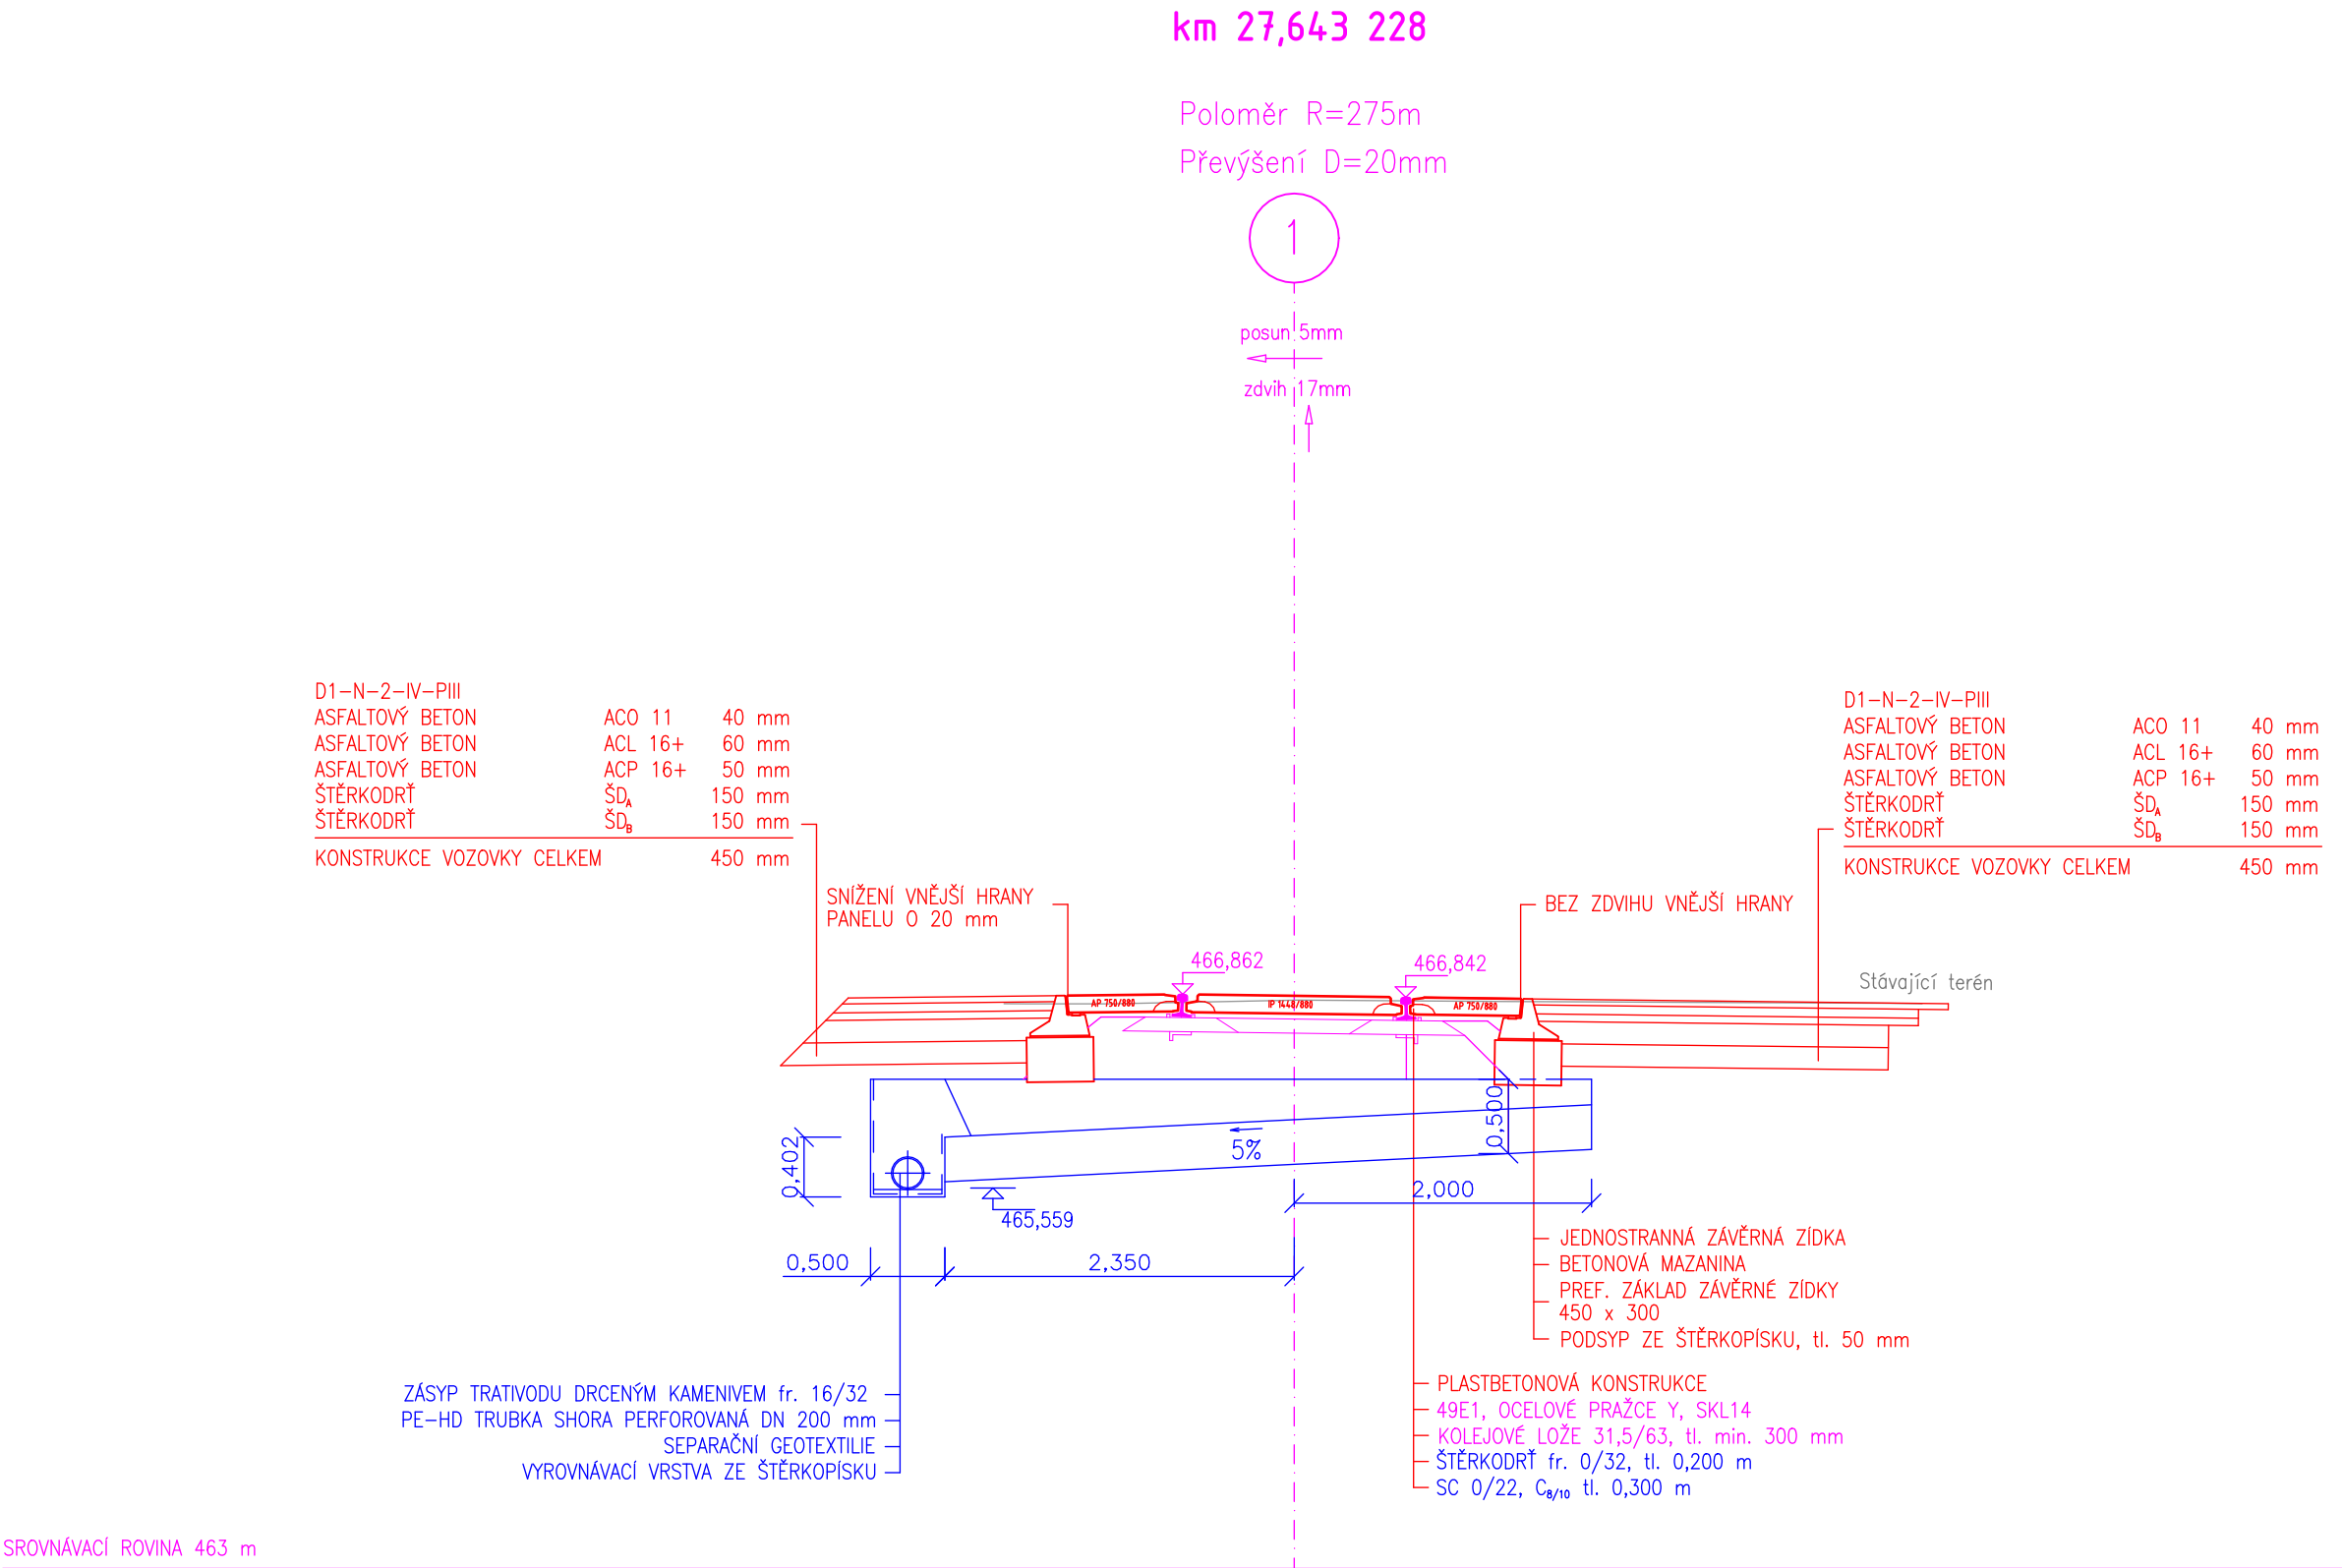 km 27,643 228
Poloměr R=275m
Převýšení D=20mm
1
posun 5mm
zdvih 17mm
D1-N-2-IV-PIII
ASFALTOVÝ BETON ACO 11 40 mm
ASFALTOVÝ BETON ACL 16+ 60 mm
ASFALTOVÝ BETON ACP 16+ 50 mm
ŠTĚRKODRŤ ŠDA 150 mm
ŠTĚRKODRŤ ŠDB 150 mm
KONSTRUKCE VOZOVKY CELKEM 450 mm
D1-N-2-IV-PIII
ASFALTOVÝ BETON ACO 11 40 mm
ASFALTOVÝ BETON ACL 16+ 60 mm
ASFALTOVÝ BETON ACP 16+ 50 mm
ŠTĚRKODRŤ ŠDA 150 mm
ŠTĚRKODRŤ ŠDB 150 mm
KONSTRUKCE VOZOVKY CELKEM 450 mm
SNÍŽENÍ VNĚJŠÍ HRANY
PANELU O 20 mm
BEZ ZDVIHU VNĚJŠÍ HRANY
466,862
466,842
Stávající terén
AP 750/880
IP 1448/880
AP 750/880
0,402
5%
0,500
2,000
465,559
0,500
2,350
JEDNOSTRANNÁ ZÁVĚRNÁ ZÍDKA
BETONOVÁ MAZANINA
PREF. ZÁKLAD ZÁVĚRNÉ ZÍDKY
450 x 300
PODSYP ZE ŠTĚRKOPÍSKU, tl. 50 mm
ZÁSYP TRATIVODU DRCENÝM KAMENIVEM fr. 16/32
PE-HD TRUBKA SHORA PERFOROVANÁ DN 200 mm
SEPARAČNÍ GEOTEXTILIE
VYROVNÁVACÍ VRSTVA ZE ŠTĚRKOPÍSKU
PLASTBETONOVÁ KONSTRUKCE
49E1, OCELOVÉ PRAŽCE Y, SKL14
KOLEJOVÉ LOŽE 31,5/63, tl. min. 300 mm
ŠTĚRKODRŤ fr. 0/32, tl. 0,200 m
SC 0/22, C8/10 tl. 0,300 m
SROVNÁVACÍ ROVINA 463 m